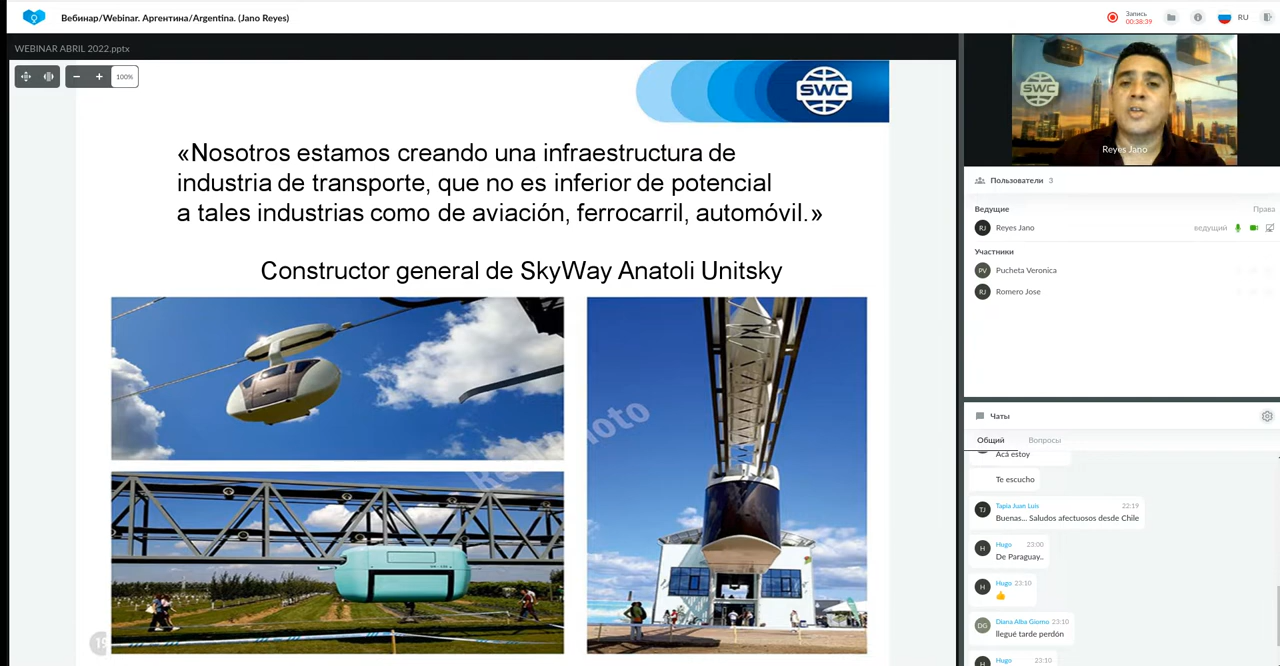 Вебинар/Webinar. Аргентина/Argentina. (Jano Reyes)
Запись
00:38:39
RU
WEBINAR ABRIL 2022.pptx
100%
SWC
«Nosotros estamos creando una infraestructura de
industria de transporte, que no es inferior de potencial
a tales industrias como de aviación, ferrocarril, automóvil.»
Constructor general de SkyWay Anatoli Unitsky
SWC
Reyes Jano
Пользователи 3
Ведущие
Права
RJ
Reyes Jano
ведущий
Участники
PV
Pucheta Veronica
RJ
Romero Jose
Чаты
Общий
Вопросы
Acá estoy
Te escucho
TJ
Tapia Juan Luis 22:19
Buenas... Saludos afectuosos desde Chile
H
Hugo 23:00
De Paraguay..
H
Hugo 23:10
DG
Diana Alba Giorno 23:10
llegué tarde perdón
H
Hugo 23:10